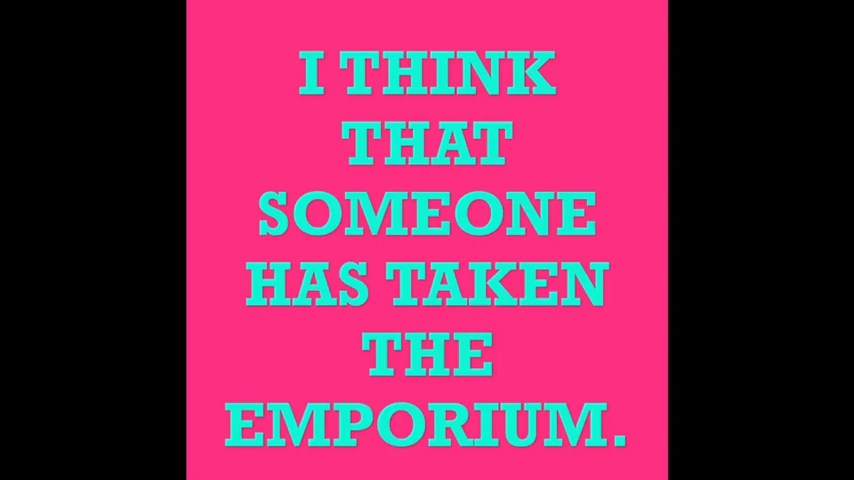 I THINK
THAT
SOMEONE
HAS TAKEN
THE
EMPORIUM.